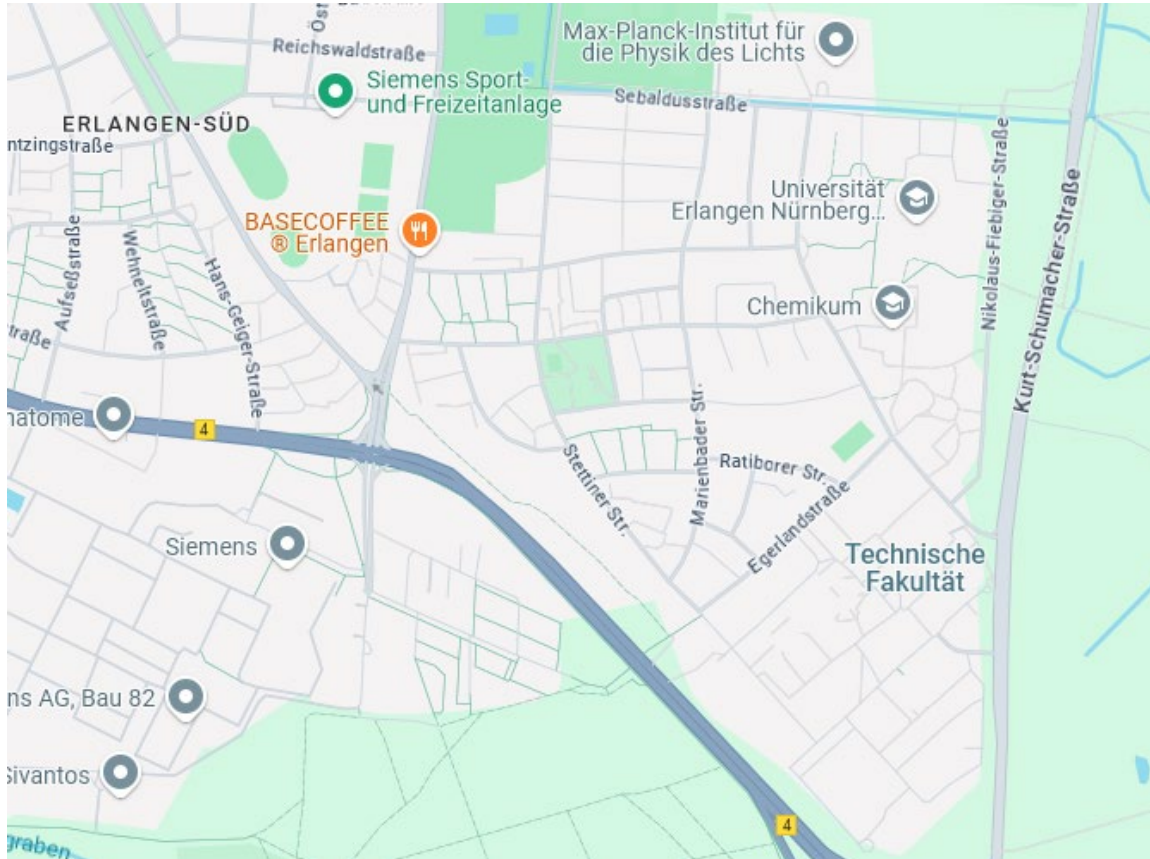 Reichswaldstraße
Max-Planck-Institut für
die Physik des Lichts
Siemens Sport-
und Freizeitanlage
Sebaldusstraße
ERLANGEN-SÜD
ntzingstraße
Nikolaus-Fiebiger-Straße
Kurt-Schumacher-Straße
Universität
Erlangen Nürnberg...
BASECOFFEE
® Erlangen
Aufseßstraße
Wehneltstraße
Hans-Geiger-Straße
Chemikum
traße
natome
4
Marienbader Str.
Stettiner Str.
Ratiborer Str.
Egerlandstraße
Siemens
Technische
Fakultät
ns AG, Bau 82
Sivantos
4
graben